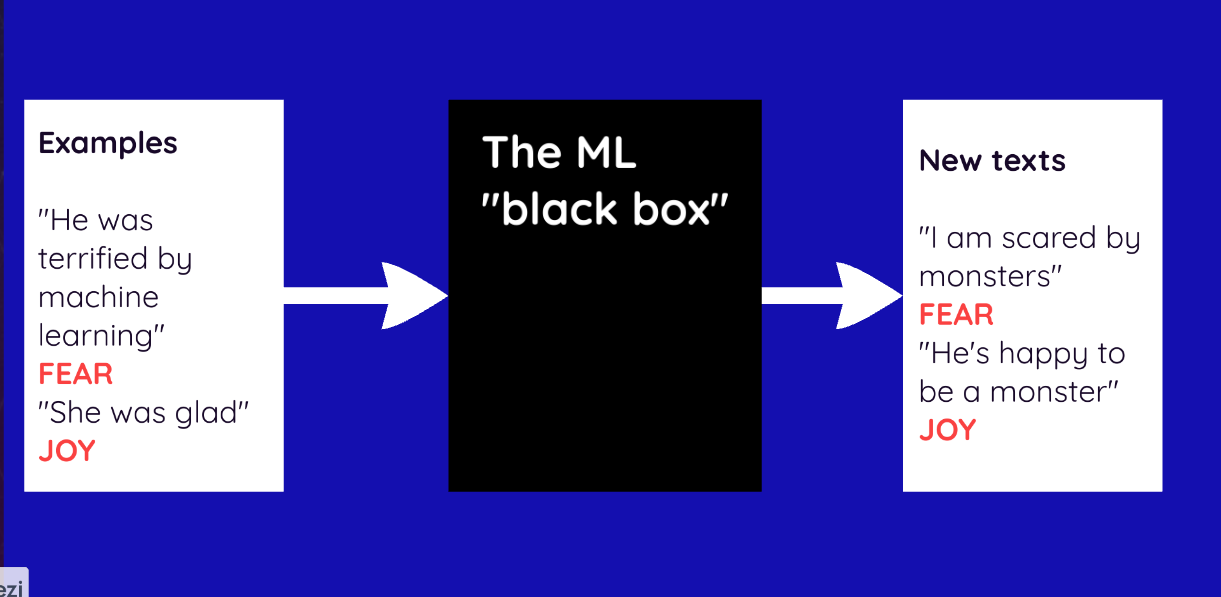 Examples
"He was
terrified by
machine
learning"
FEAR
"She was glad"
JOY
The ML
"black box"
New texts
"I am scared by
monsters"
FEAR
"He's happy to
be a monster"
JOY
ezi